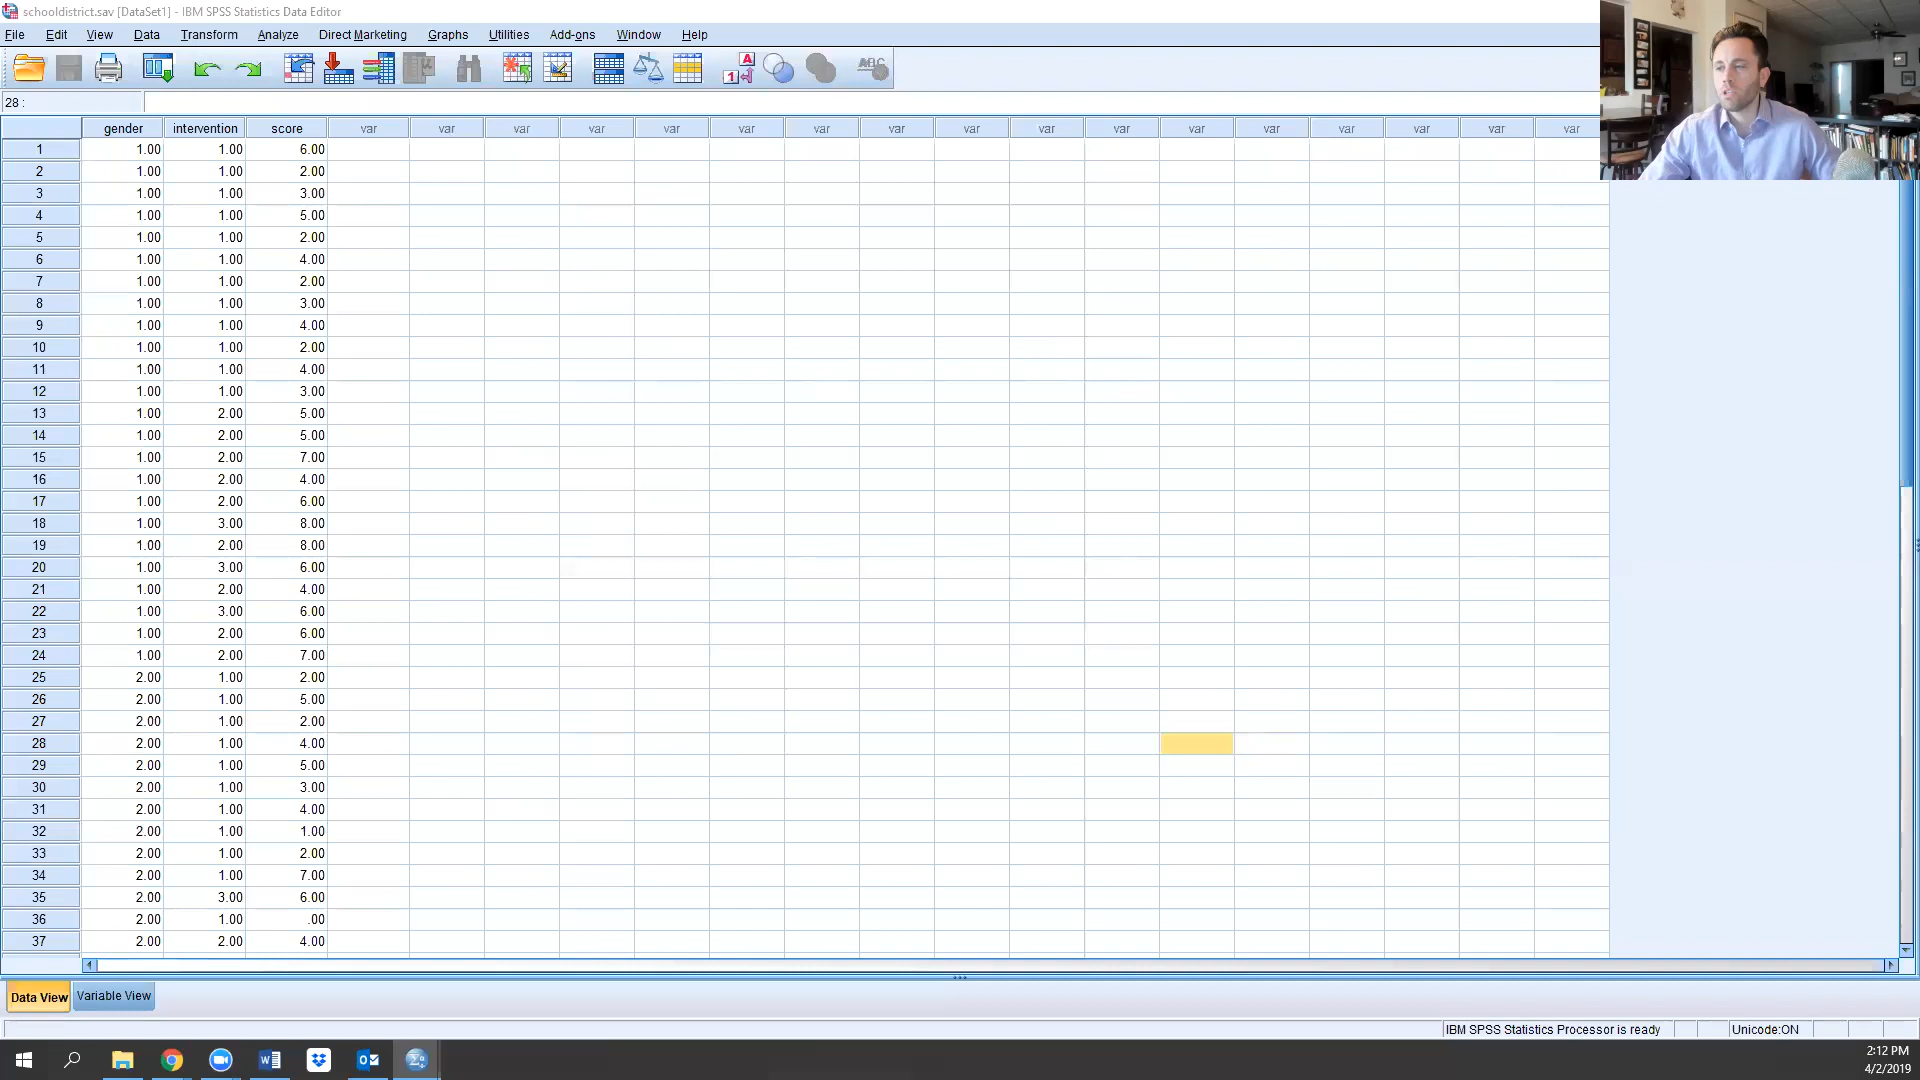 schooldistrict.sav [DataSet1] - IBM SPSS Statistics Data Editor
File Edit View Data Transform Analyze Direct Marketing Graphs Utilities Add-ons Window Help
28 :
gender intervention score var var var var var var var var var var var var var var var var var
1 1.00 1.00 6.00
2 1.00 1.00 2.00
3 1.00 1.00 3.00
4 1.00 1.00 5.00
5 1.00 1.00 2.00
6 1.00 1.00 4.00
7 1.00 1.00 2.00
8 1.00 1.00 3.00
9 1.00 1.00 4.00
10 1.00 1.00 2.00
11 1.00 1.00 4.00
12 1.00 1.00 3.00
13 1.00 2.00 5.00
14 1.00 2.00 5.00
15 1.00 2.00 7.00
16 1.00 2.00 4.00
17 1.00 2.00 6.00
18 1.00 3.00 8.00
19 1.00 2.00 8.00
20 1.00 3.00 6.00
21 1.00 2.00 4.00
22 1.00 3.00 6.00
23 1.00 2.00 6.00
24 1.00 2.00 7.00
25 2.00 1.00 2.00
26 2.00 1.00 5.00
27 2.00 1.00 2.00
28 2.00 1.00 4.00
29 2.00 1.00 5.00
30 2.00 1.00 3.00
31 2.00 1.00 4.00
32 2.00 1.00 1.00
33 2.00 1.00 2.00
34 2.00 1.00 7.00
35 2.00 3.00 6.00
36 2.00 1.00 .00
37 2.00 2.00 4.00
Data View Variable View
IBM SPSS Statistics Processor is ready Unicode:ON
2:12 PM
4/2/2019